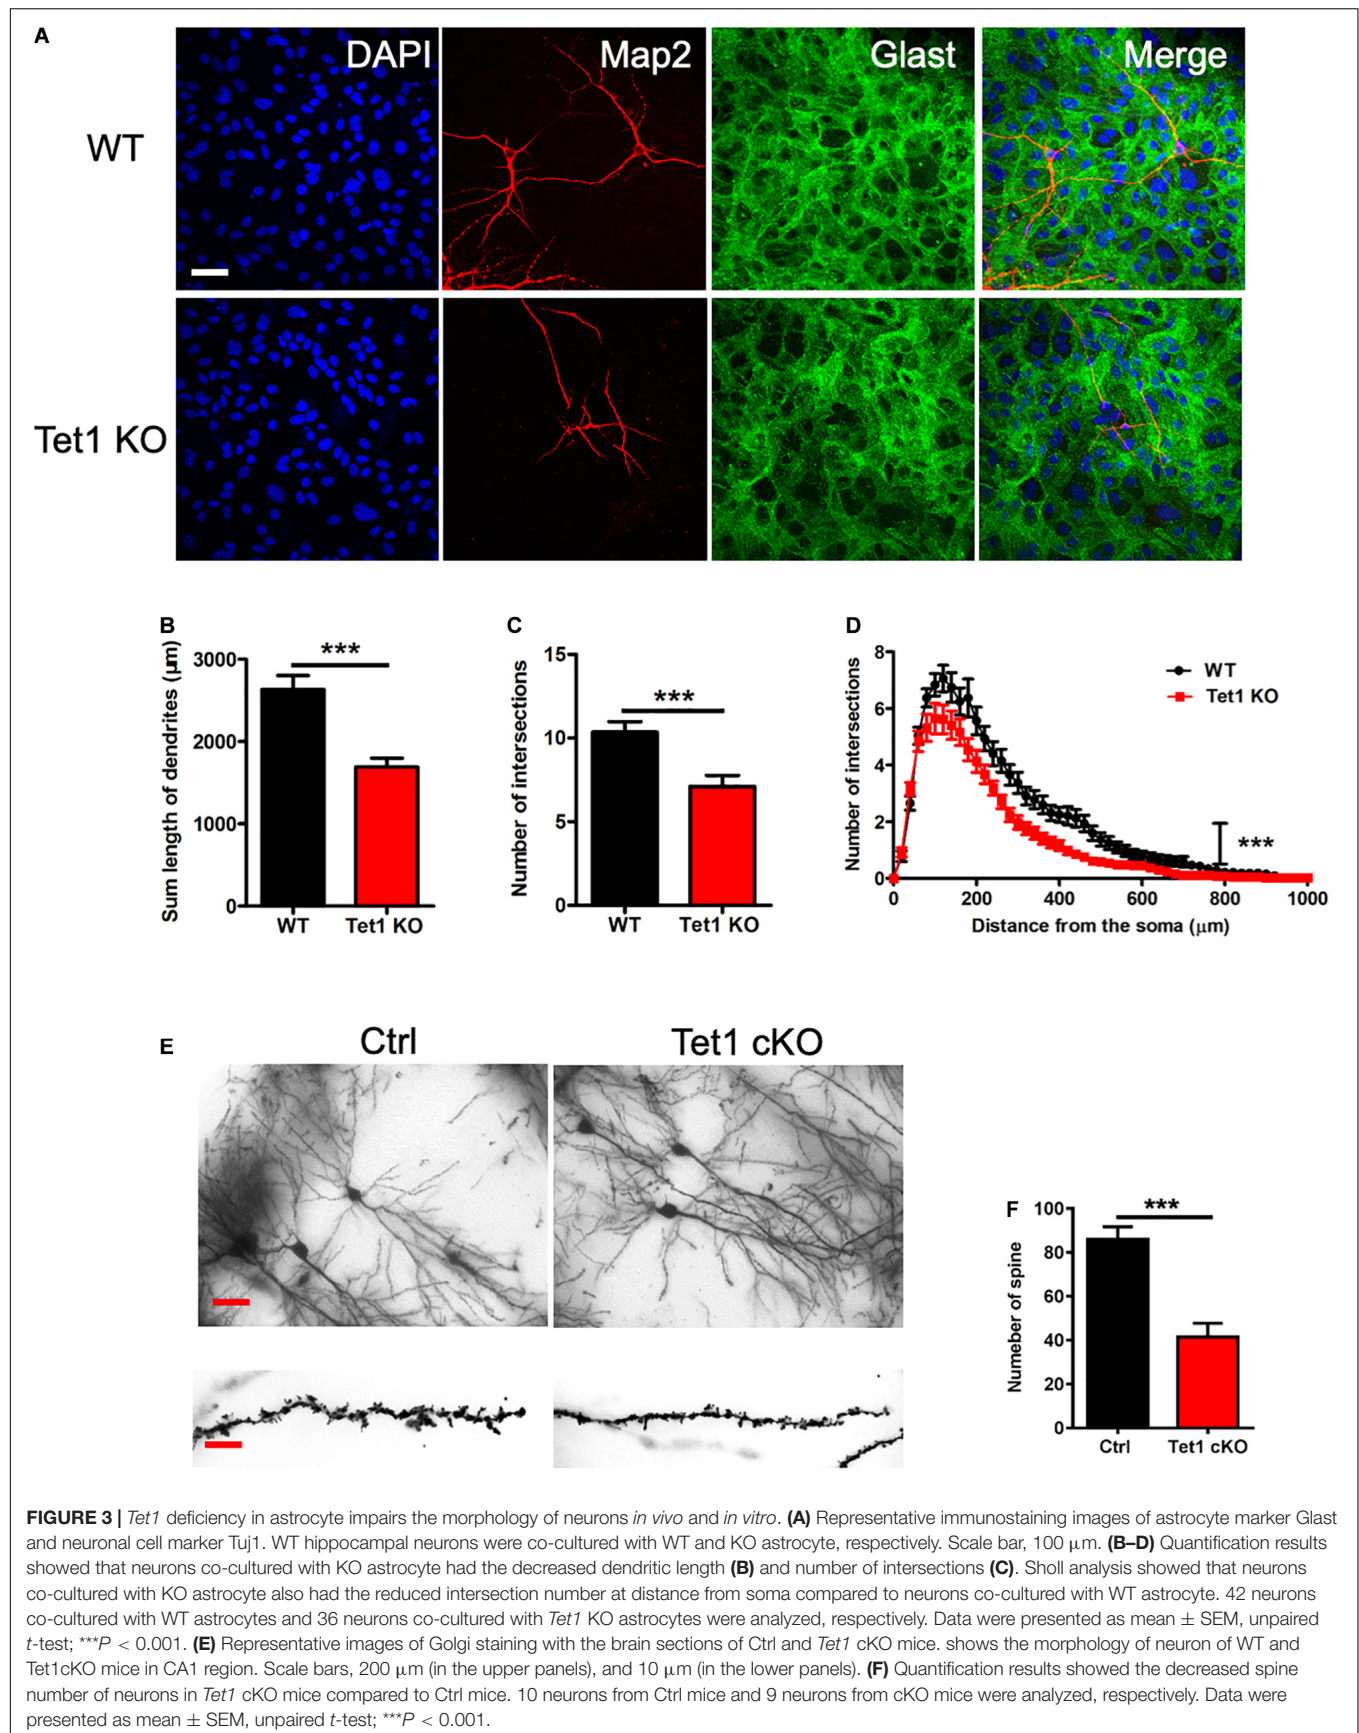 A
DAPI
Map2
Glast
Merge
WT
Tet1 KO
B
Sum length of dendrites (μm)
3000
2000
1000
0
***
WT
Tet1 KO
C
Number of intersections
15
10
5
0
***
WT
Tet1 KO
D
Number of intersections
8
6
4
2
0
WT
Tet1 KO
***
0
200
400
600
800
1000
Distance from the soma (μm)
E
Ctrl
Tet1 cKO
F
Numeber of spine
100
80
60
40
20
0
***
Ctrl
Tet1 cKO
FIGURE 3 | Tet1 deficiency in astrocyte impairs the morphology of neurons in vivo and in vitro. (A) Representative immunostaining images of astrocyte marker Glast
and neuronal cell marker Tuj1. WT hippocampal neurons were co-cultured with WT and KO astrocyte, respectively. Scale bar, 100 μm. (B–D) Quantification results
showed that neurons co-cultured with KO astrocyte had the decreased dendritic length (B) and number of intersections (C). Sholl analysis showed that neurons
co-cultured with KO astrocyte also had the reduced intersection number at distance from soma compared to neurons co-cultured with WT astrocyte. 42 neurons
co-cultured with WT astrocytes and 36 neurons co-cultured with Tet1 KO astrocytes were analyzed, respectively. Data were presented as mean ± SEM, unpaired
t-test; ***P < 0.001. (E) Representative images of Golgi staining with the brain sections of Ctrl and Tet1 cKO mice. shows the morphology of neuron of WT and
Tet1cKO mice in CA1 region. Scale bars, 200 μm (in the upper panels), and 10 μm (in the lower panels). (F) Quantification results showed the decreased spine
number of neurons in Tet1 cKO mice compared to Ctrl mice. 10 neurons from Ctrl mice and 9 neurons from cKO mice were analyzed, respectively. Data were
presented as mean ± SEM, unpaired t-test; ***P < 0.001.